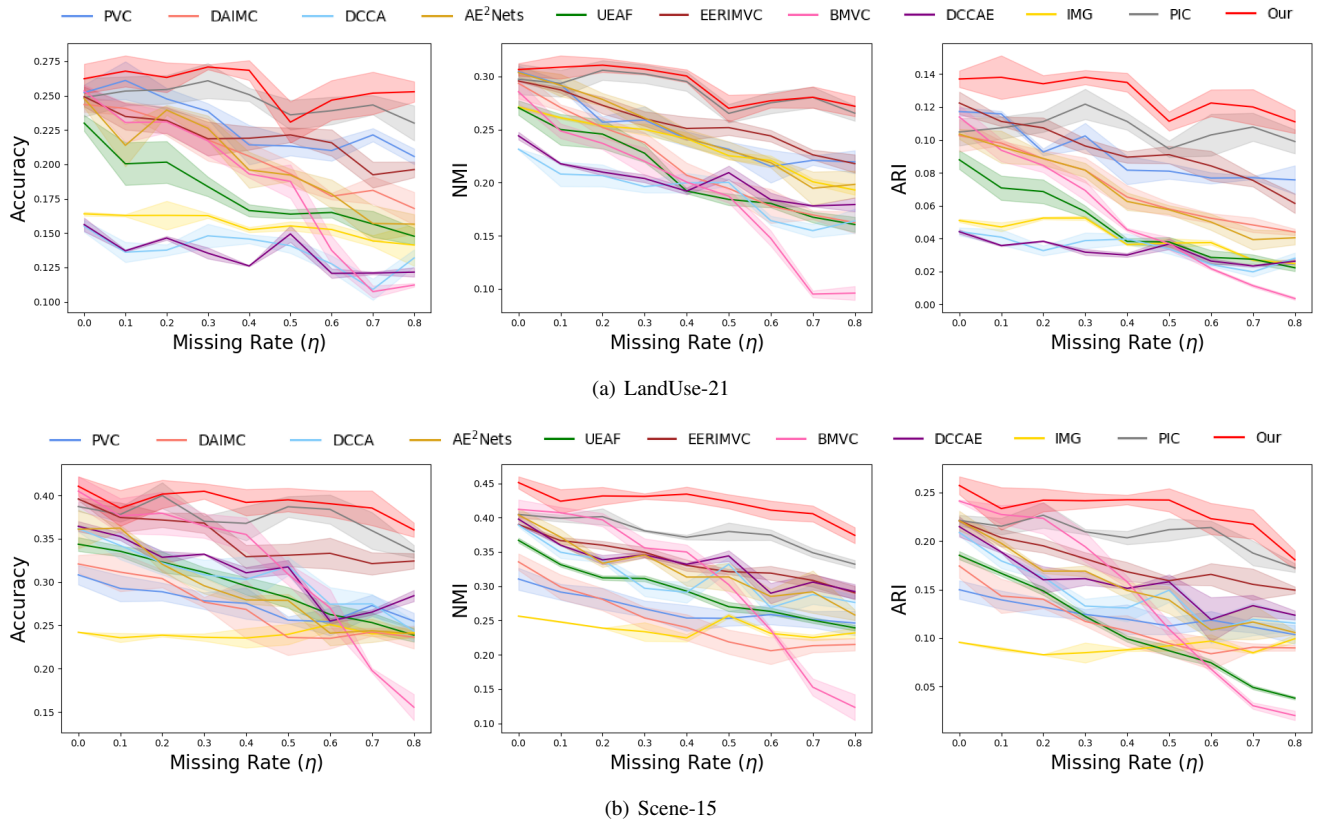 PVC DAIMC DCCA AE²Nets UEAF EERIMVC BMVC DCCAE IMG PIC Our
Accuracy
0.275
0.250
0.225
0.200
0.175
0.150
0.125
0.100
0.0 0.1 0.2 0.3 0.4 0.5 0.6 0.7 0.8
Missing Rate (η)
NMI
0.30
0.25
0.20
0.15
0.10
0.0 0.1 0.2 0.3 0.4 0.5 0.6 0.7 0.8
Missing Rate (η)
ARI
0.14
0.12
0.10
0.08
0.06
0.04
0.02
0.00
0.0 0.1 0.2 0.3 0.4 0.5 0.6 0.7 0.8
Missing Rate (η)
(a) LandUse-21
PVC DAIMC DCCA AE²Nets UEAF EERIMVC BMVC DCCAE IMG PIC Our
Accuracy
0.40
0.35
0.30
0.25
0.20
0.15
0.0 0.1 0.2 0.3 0.4 0.5 0.6 0.7 0.8
Missing Rate (η)
NMI
0.45
0.40
0.35
0.30
0.25
0.20
0.15
0.10
0.0 0.1 0.2 0.3 0.4 0.5 0.6 0.7 0.8
Missing Rate (η)
ARI
0.25
0.20
0.15
0.10
0.05
0.0 0.1 0.2 0.3 0.4 0.5 0.6 0.7 0.8
Missing Rate (η)
(b) Scene-15